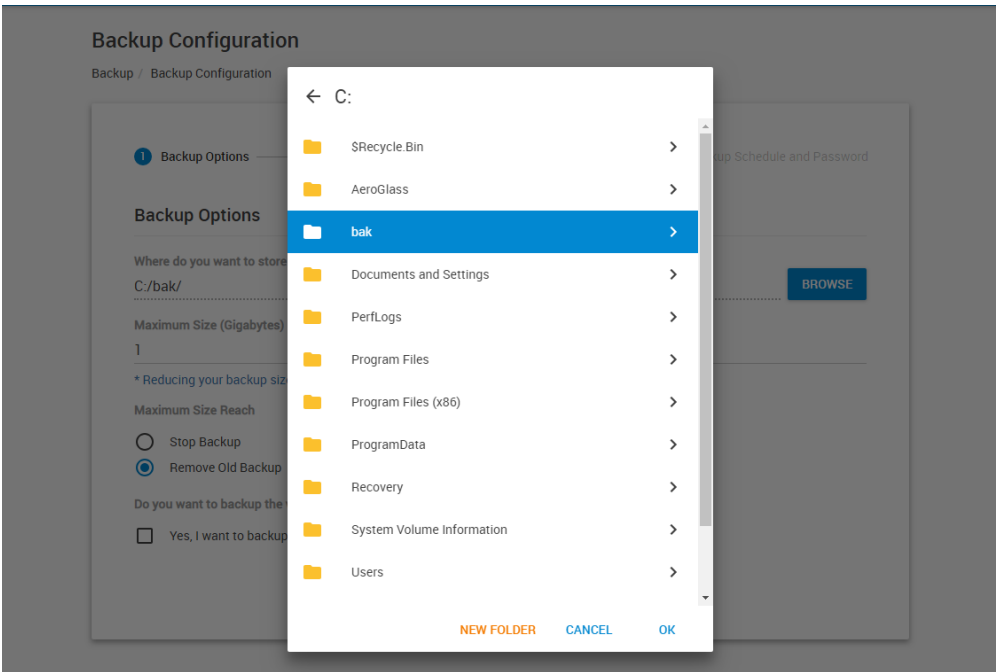 Backup Configuration
Backup / Backup Configuration
1 Backup Options
up Schedule and Password
Backup Options
Where do you want to store
C:/bak/
BROWSE
Maximum Size (Gigabytes)
1
* Reducing your backup siz
Maximum Size Reach
Stop Backup
Remove Old Backup
Do you want to backup the
Yes, I want to backup
C:
$Recycle.Bin
AeroGlass
bak
Documents and Settings
PerfLogs
Program Files
Program Files (x86)
ProgramData
Recovery
System Volume Information
Users
NEW FOLDER CANCEL OK